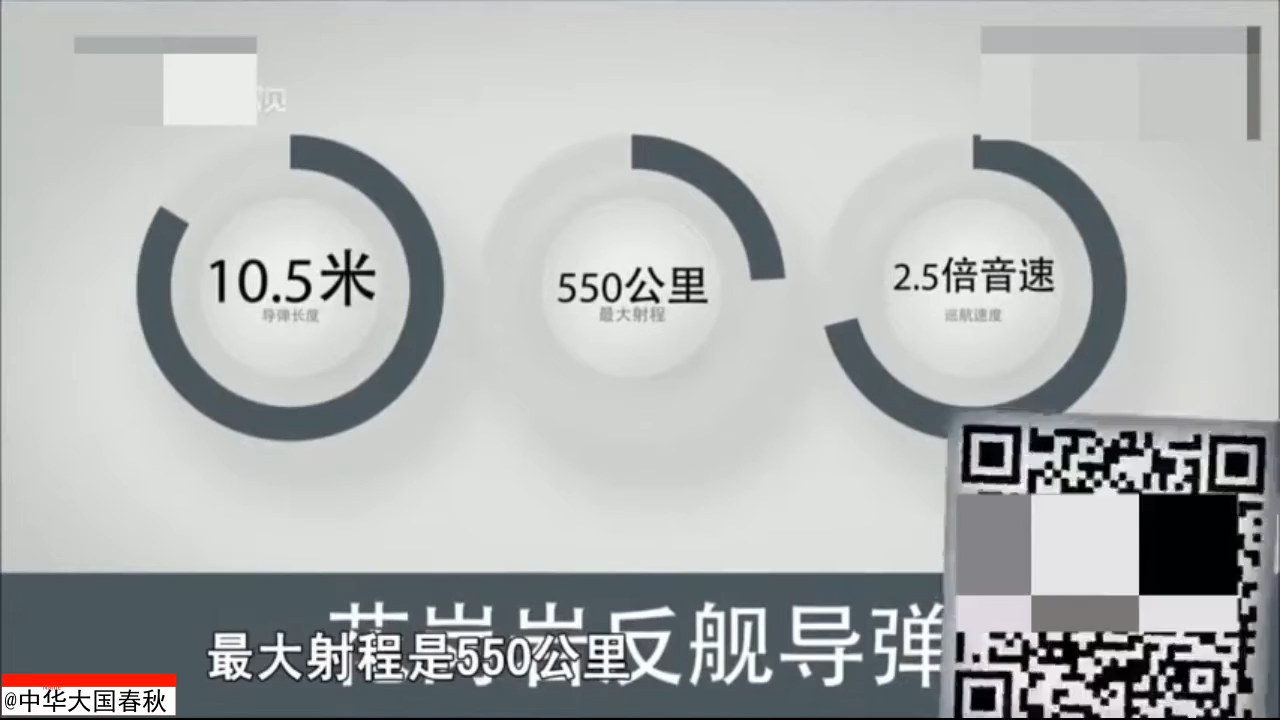 10.5米
导弹长度
550公里
最大射程
2.5倍音速
巡航速度
反舰导弹
最大射程是550公里
@中华大国春秋